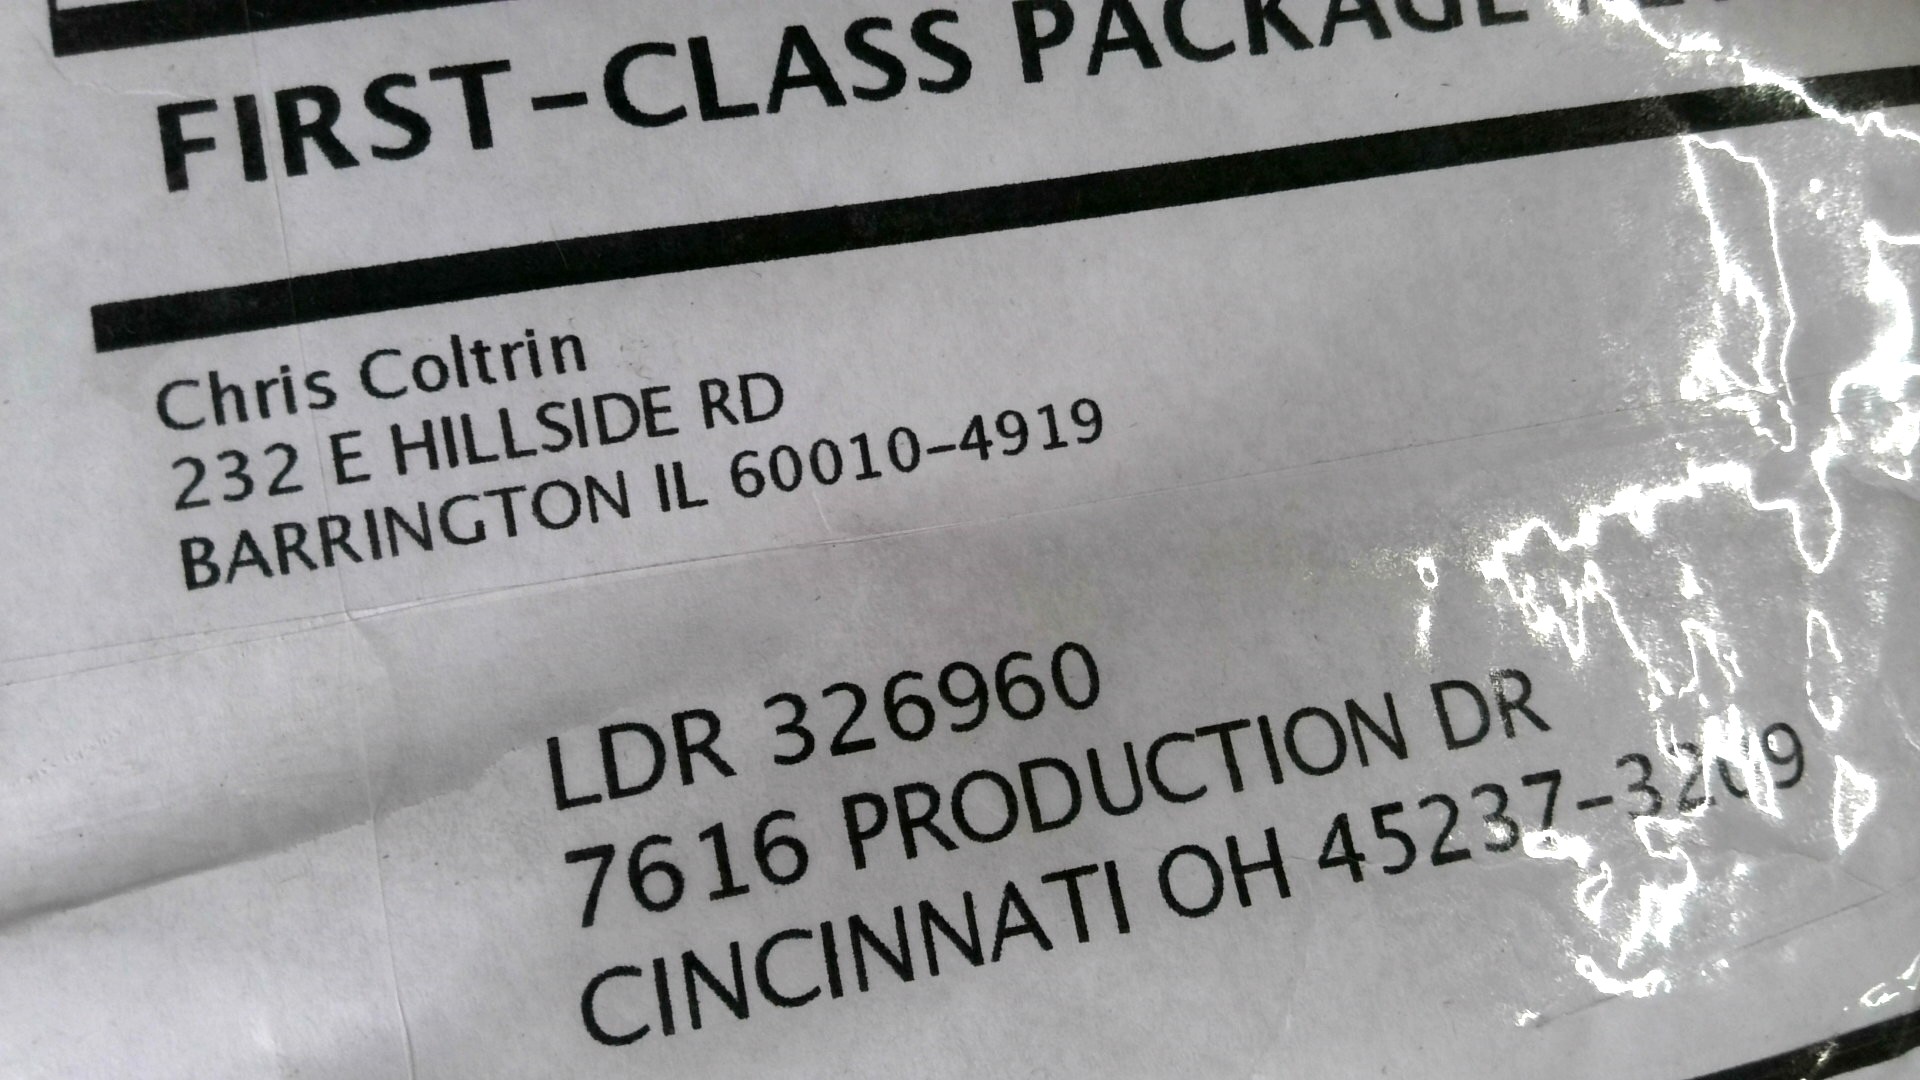 FIRST-CLASS PACKAGE
Chris Coltrin
232 E HILLSIDE RD
BARRINGTON IL 60010-4919
LDR 326960
7616 PRODUCTION DR
CINCINNATI OH